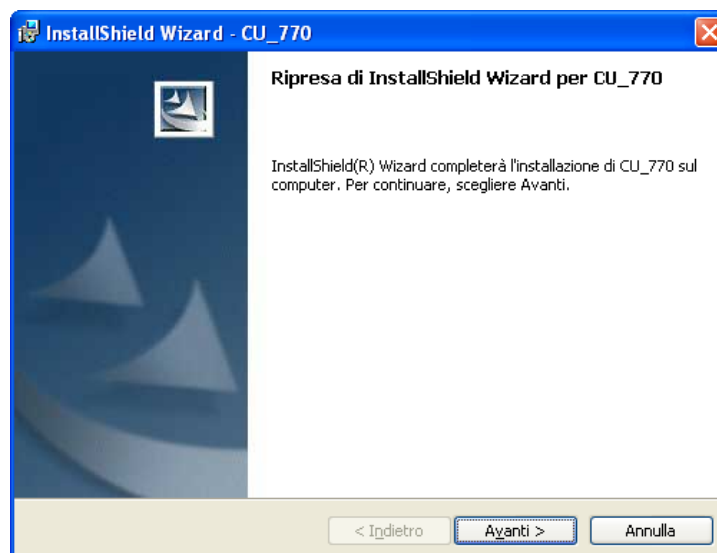 InstallShield Wizard - CU_770
Ripresa di InstallShield Wizard per CU_770
InstallShield(R) Wizard completerà l'installazione di CU_770 sul
computer. Per continuare, scegliere Avanti.
< Indietro
Avanti >
Annulla